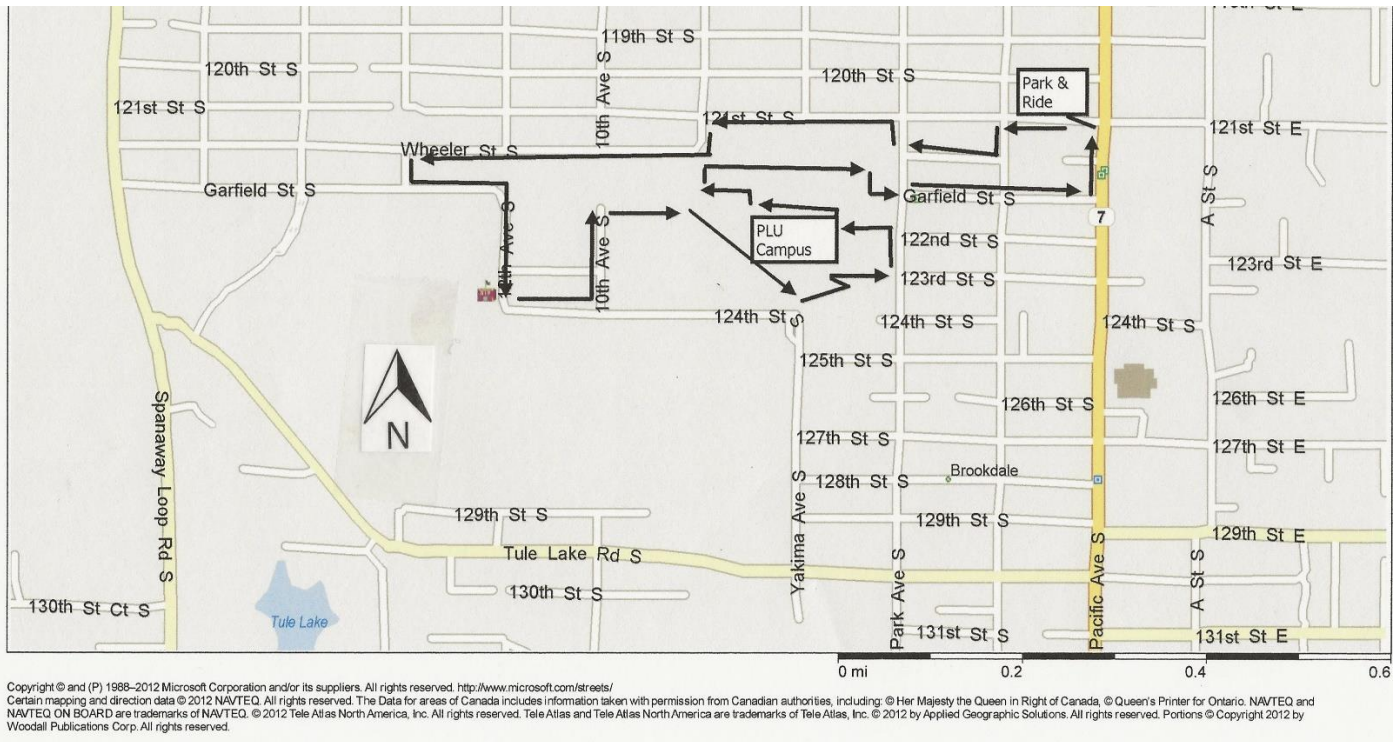 119th St S
120th St S
120th St S
Park &
Ride
121st St S
10th Ave S
121st St S
121st St E
Wheeler St S
Garfield St S
Garfield St S
A St S
7
PLU
Campus
122nd St S
10th Ave S
123rd St S
123rd St E
124th St S
124th St S
124th St S
125th St S
N
126th St S
126th St E
127th St S
127th St E
Spanaway Loop Rd S
Brookdale
128th St S
Yakima Ave S
129th St S
129th St S
129th St E
Tule Lake Rd S
Park Ave S
Pacific Ave S
A St S
130th St S
130th St Ct S
Tule Lake
131st St S
131st St E
0 mi 0.2 0.4 0.6
Copyright © and (P) 1988–2012 Microsoft Corporation and/or its suppliers. All rights reserved. http://www.microsoft.com/streets/
Certain mapping and direction data © 2012 NAVTEQ. All rights reserved. The Data for areas of Canada includes information taken with permission from Canadian authorities, including: © Her Majesty the Queen in Right of Canada, © Queen's Printer for Ontario. NAVTEQ and
NAVTEQ ON BOARD are trademarks of NAVTEQ. © 2012 Tele Atlas North America, Inc. All rights reserved. Tele Atlas and Tele Atlas North America are trademarks of Tele Atlas, Inc. © 2012 by Applied Geographic Solutions. All rights reserved. Portions © Copyright 2012 by
Woodall Publications Corp. All rights reserved.